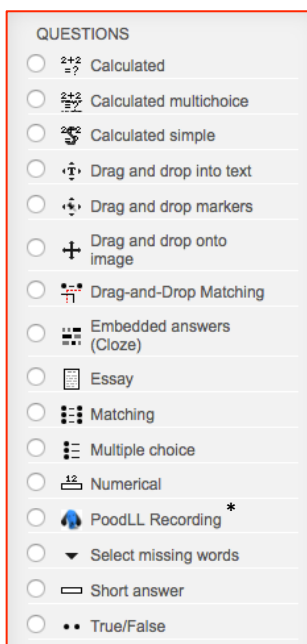 QUESTIONS
2+2
=?
Calculated
2+2
=?
Calculated multichoice
Calculated simple
T
Drag and drop into text
Drag and drop markers
Drag and drop onto
image
Drag-and-Drop Matching
Embedded answers
(Cloze)
Essay
Matching
Multiple choice
12
Numerical
PoodLL Recording *
Select missing words
Short answer
True/False